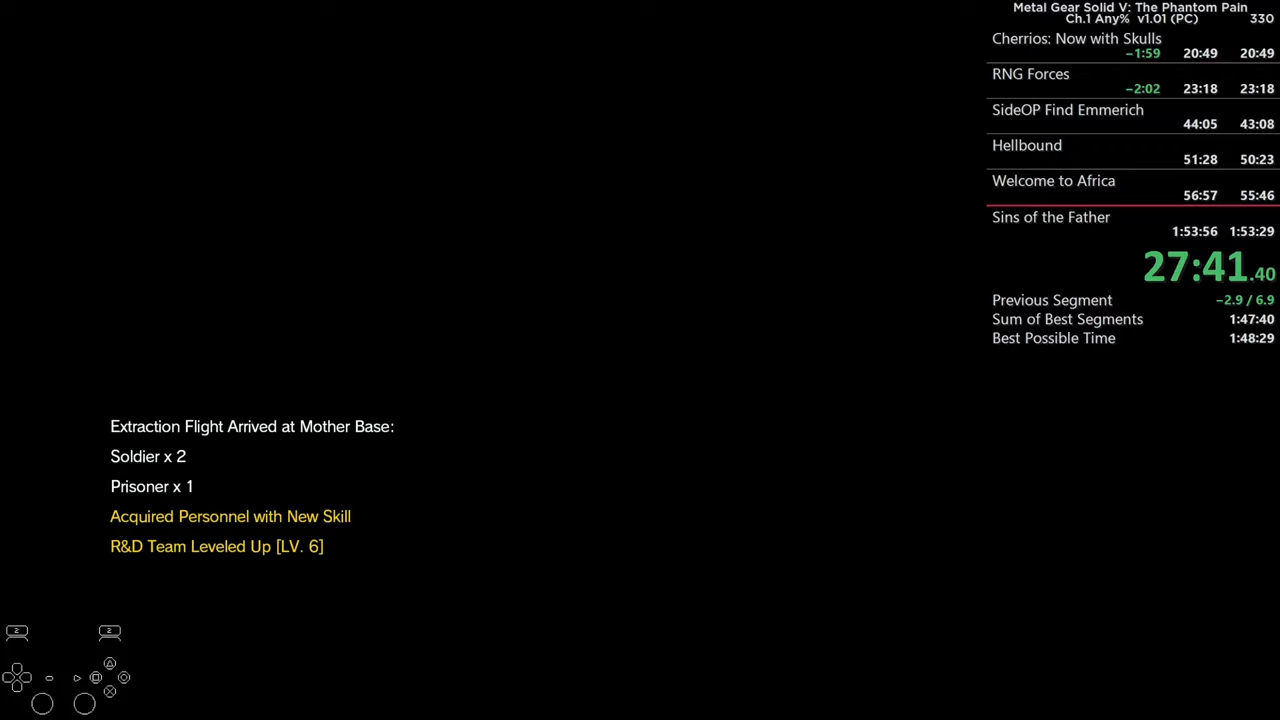 Metal Gear Solid V: The Phantom Pain
Ch.1 Any% v1.01 (PC) 330
Cherrios: Now with Skulls
-1:59 20:49 20:49
RNG Forces
-2:02 23:18 23:18
SideOP Find Emmerich
44:05 43:08
Hellbound
51:28 50:23
Welcome to Africa
56:57 55:46
Sins of the Father
1:53:56 1:53:29
27:41.40
Previous Segment -2.9 / 6.9
Sum of Best Segments 1:47:40
Best Possible Time 1:48:29
Extraction Flight Arrived at Mother Base:
Soldier x 2
Prisoner x 1
Acquired Personnel with New Skill
R&D Team Leveled Up [LV. 6]
2 2